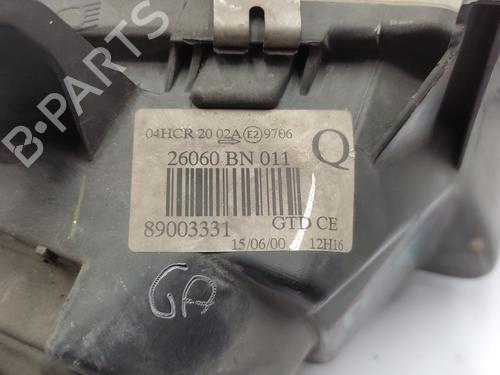 04HCR 20 02A E2 9706
26060 BN 011 Q
89003331 GTD CE
15/06/00 12H16
GA
B-PARTS